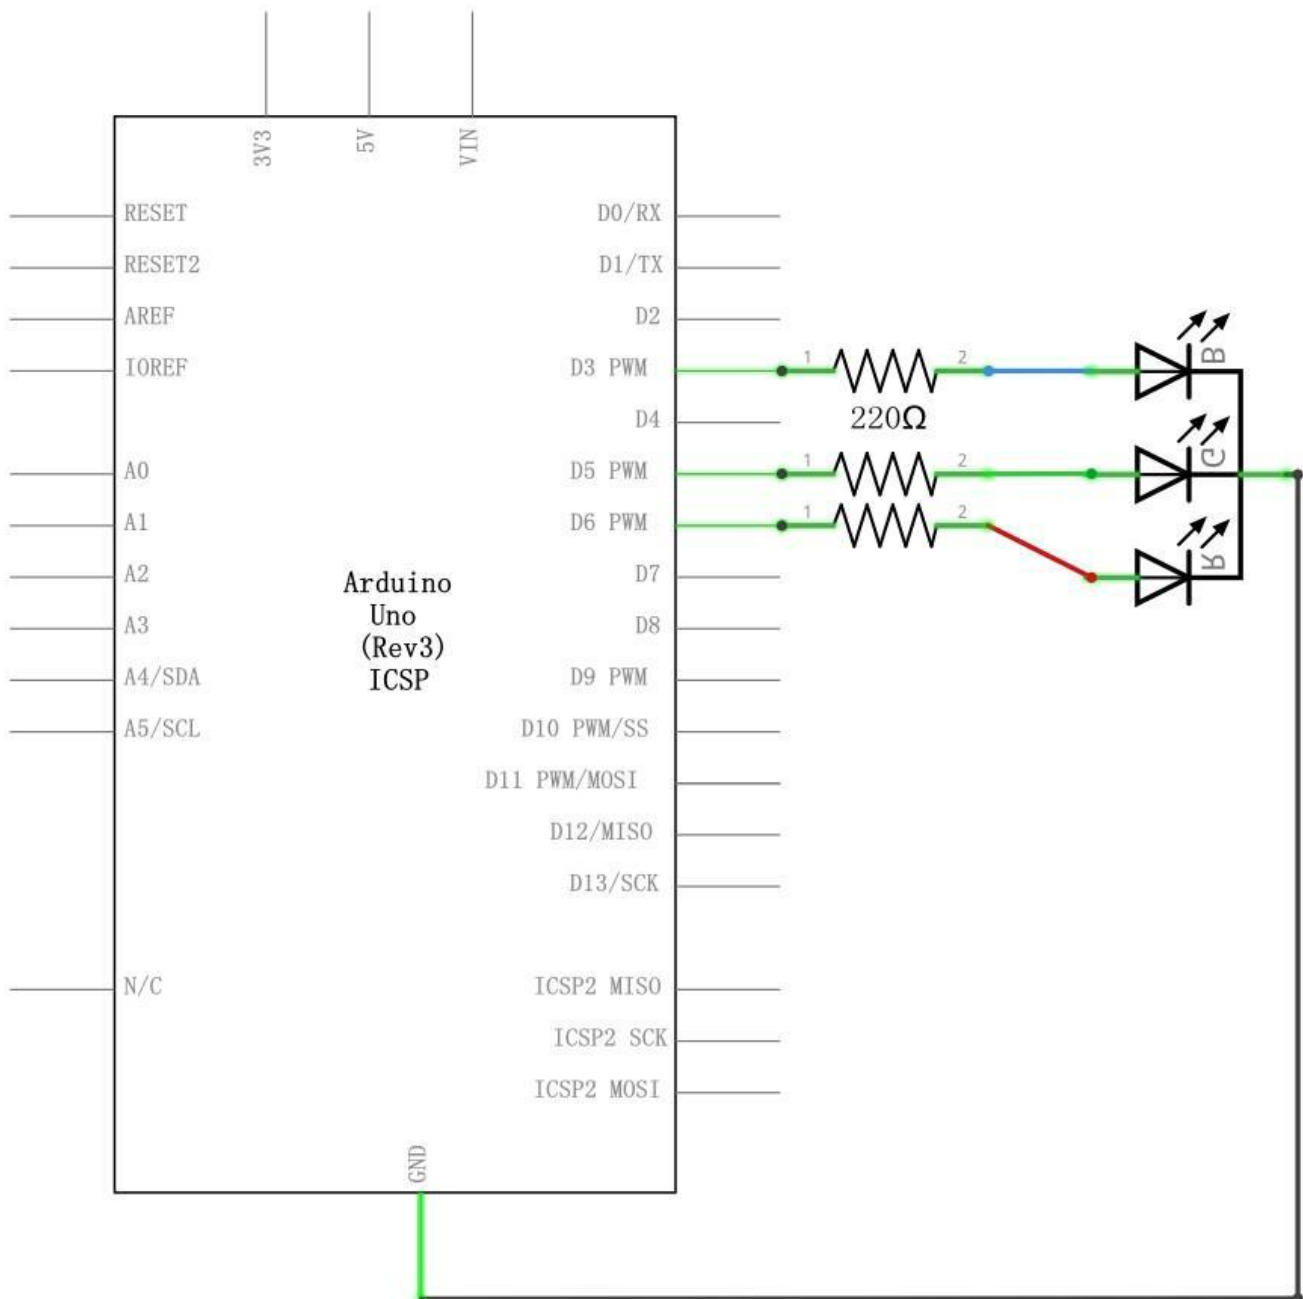 3V3
5V
VIN
RESET
D0/RX
RESET2
D1/TX
AREF
D2
IOREF
D3 PWM
1
2
B
220Ω
D4
A0
D5 PWM
1
2
G
A1
D6 PWM
1
2
R
A2
D7
Arduino
Uno
(Rev3)
ICSP
A3
D8
A4/SDA
D9 PWM
A5/SCL
D10 PWM/SS
D11 PWM/MOSI
D12/MISO
D13/SCK
N/C
ICSP2 MISO
ICSP2 SCK
ICSP2 MOSI
GND